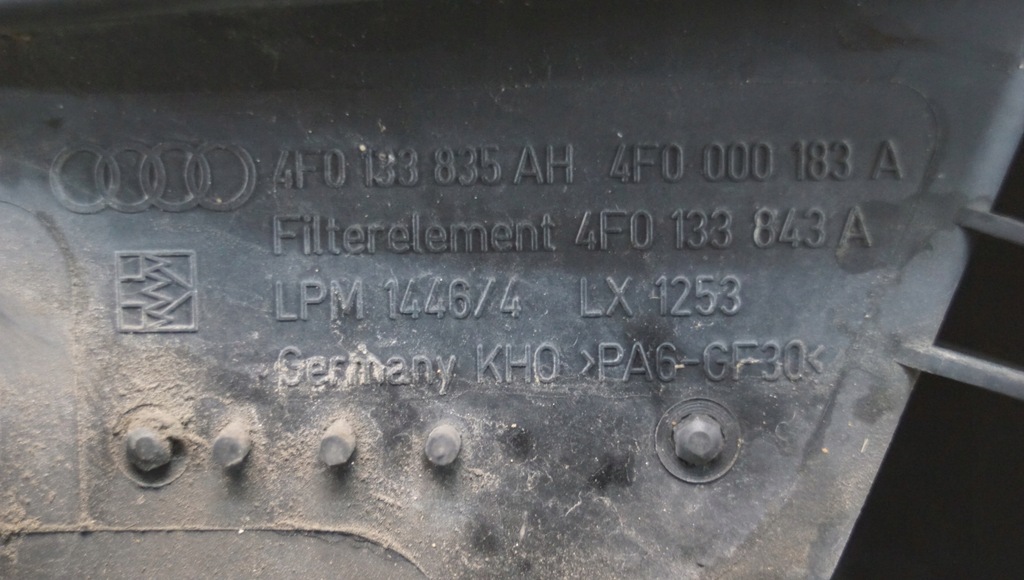 4F0 133 835 AH 4F0 000 183 A
Filterelement 4F0 133 843 A
LPM 1446/4 LX 1253
Germany KHO >PA6-GF30<